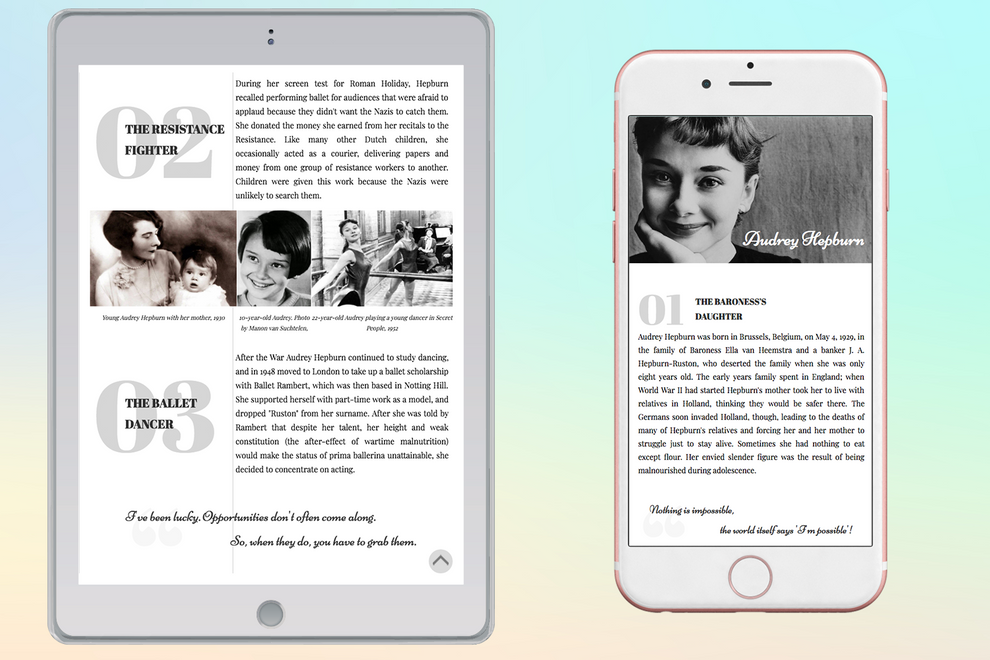 02
THE RESISTANCE
FIGHTER
During her screen test for Roman Holiday, Hepburn
recalled performing ballet for audiences that were afraid to
applaud because they didn't want the Nazis to catch them.
She donated the money she earned from her recitals to the
Resistance. Like many other Dutch children, she
occasionally acted as a courier, delivering papers and
money from one group of resistance workers to another.
Children were given this work because the Nazis were
unlikely to search them.
Young Audrey Hepburn with her mother, 1930
10-year-old Audrey. Photo
by Manon van Suchtelen,
22-year-old Audrey playing a young dancer in Secret
People, 1952
03
THE BALLET
DANCER
After the War Audrey Hepburn continued to study dancing,
and in 1948 moved to London to take up a ballet scholarship
with Ballet Rambert, which was then based in Notting Hill.
She supported herself with part-time work as a model, and
dropped "Ruston" from her surname. After she was told by
Rambert that despite her talent, her height and weak
constitution (the after-effect of wartime malnutrition)
would make the status of prima ballerina unattainable, she
decided to concentrate on acting.
“
I've been lucky. Opportunities don't often come along.
So, when they do, you have to grab them.
Audrey Hepburn
01
THE BARONESS'S
DAUGHTER
Audrey Hepburn was born in Brussels, Belgium, on May 4, 1929, in
the family of Baroness Ella van Heemstra and a banker J. A.
Hepburn-Ruston, who deserted the family when she was only
eight years old. The early years family spent in England; when
World War II had started Hepburn's mother took her to live with
relatives in Holland, thinking they would be safer there. The
Germans soon invaded Holland, though, leading to the deaths of
many of Hepburn's relatives and forcing her and her mother to
struggle just to stay alive. Sometimes she had nothing to eat
except flour. Her envied slender figure was the result of being
malnourished during adolescence.
“
Nothing is impossible,
the world itself says 'I'm possible'!